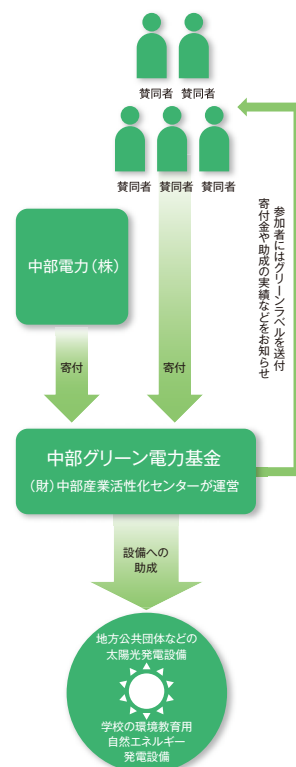 賛同者 賛同者
賛同者 賛同者 賛同者
参加者にはグリーンラベルを送付
寄付金や助成の実績などをお知らせ
中部電力（株）
寄付
寄付
中部グリーン電力基金
（財）中部産業活性化センターが運営
設備への
助成
地方公共団体などの
太陽光発電設備
学校の環境教育用
自然エネルギー
発電設備